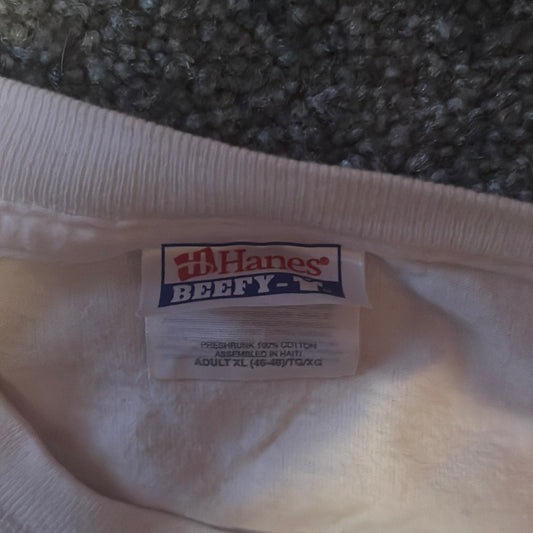 Hanes®
BEEFY-T
PRESHRUNK 100% COTTON
ASSEMBLED IN HAITI
ADULT XL (46-48)/TG/XG